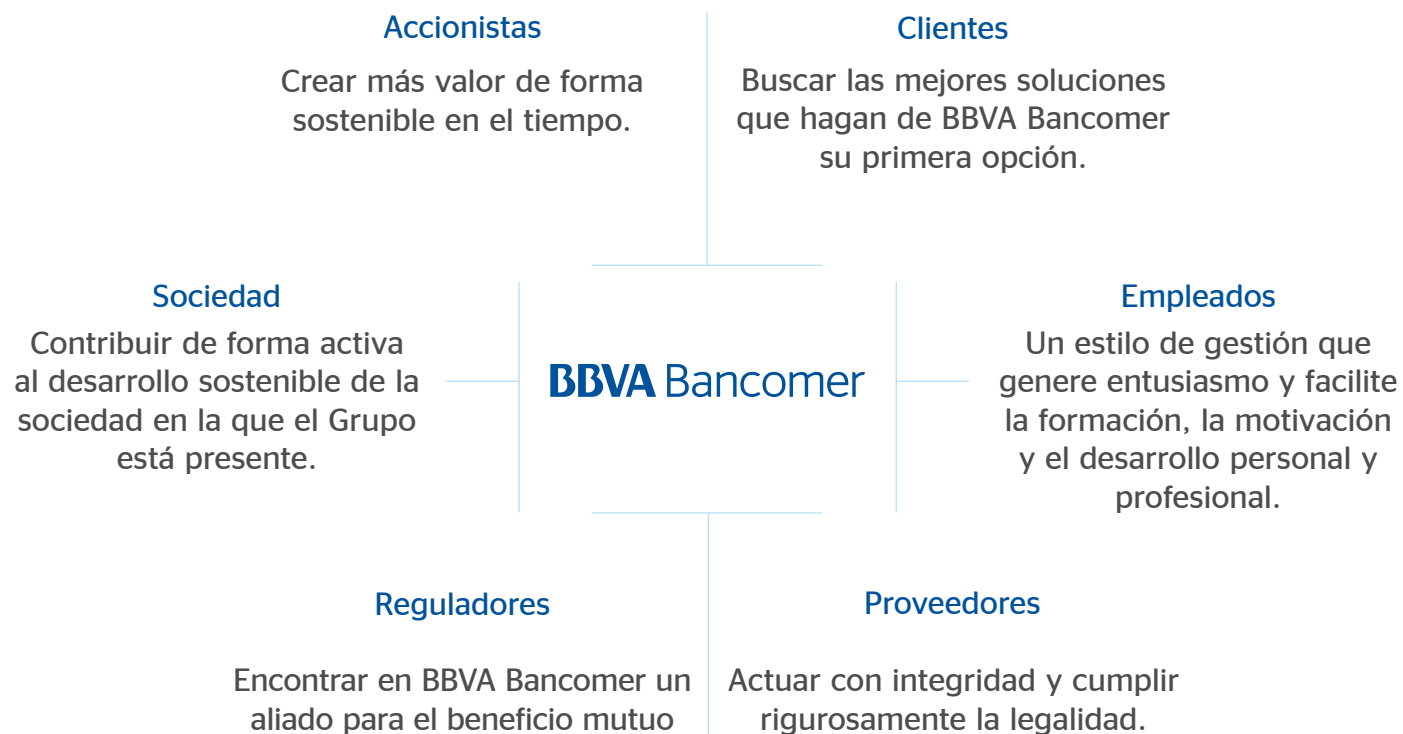 Accionistas
Crear más valor de forma
sostenible en el tiempo.
Clientes
Buscar las mejores soluciones
que hagan de BBVA Bancomer
su primera opción.
Sociedad
Contribuir de forma activa
al desarrollo sostenible de la
sociedad en la que el Grupo
está presente.
BBVA Bancomer
Empleados
Un estilo de gestión que
genere entusiasmo y facilite
la formación, la motivación
y el desarrollo personal y
profesional.
Reguladores
Encontrar en BBVA Bancomer un
aliado para el beneficio mutuo
Proveedores
Actuar con integridad y cumplir
rigurosamente la legalidad.